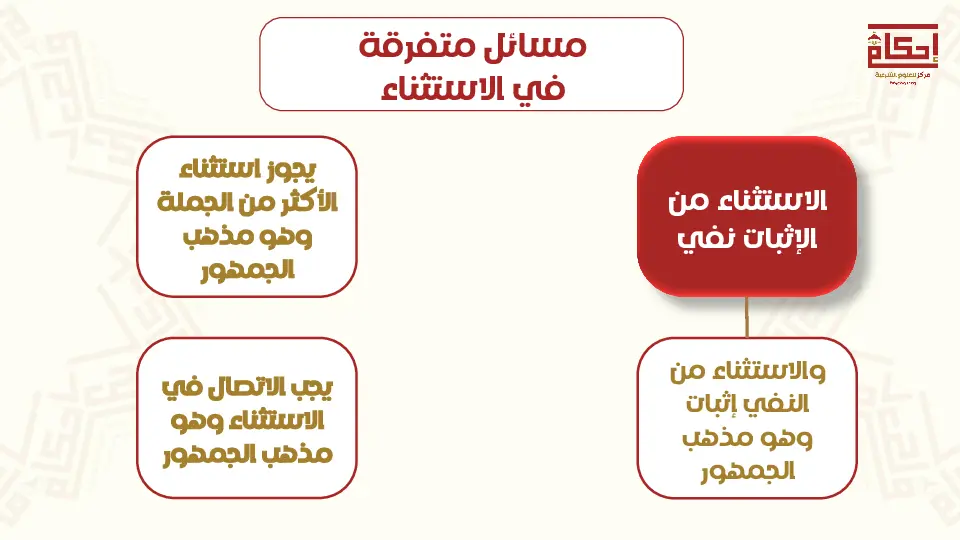 مسائل متفرقة
في الاستثناء
إحكام
مركز للعلوم الشرعية
الاستثناء من
الإثبات نفي
والاستثناء من
النفي إثبات
وهو مذهب
الجمهور
يجوز استثناء
الأكثر من الجملة
وهو مذهب
الجمهور
يجب الاتصال في
الاستثناء وهو
مذهب الجمهور